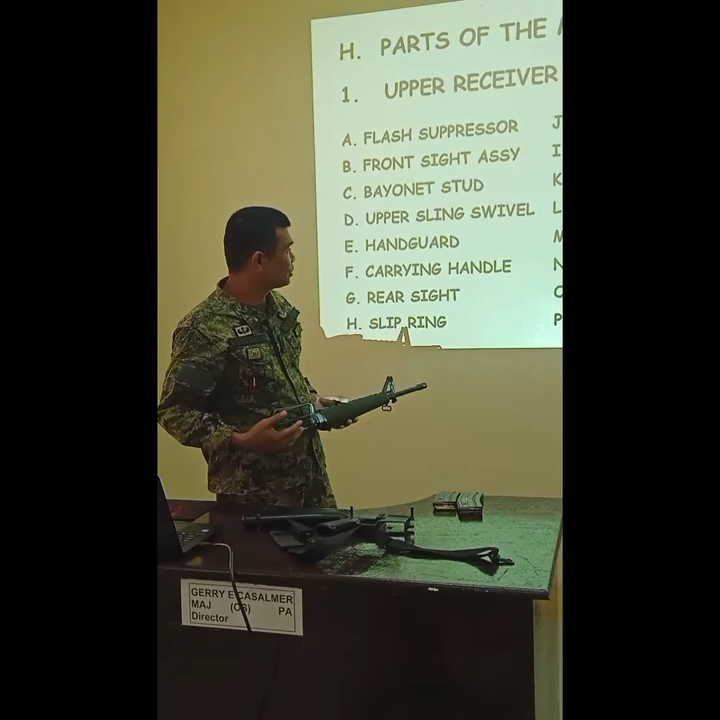 H. PARTS OF THE
1. UPPER RECEIVER
A. FLASH SUPPRESSOR J
B. FRONT SIGHT ASSY I
C. BAYONET STUD K
D. UPPER SLING SWIVEL L
E. HANDGUARD M
F. CARRYING HANDLE N
G. REAR SIGHT O
H. SLIP RING P
GERRY E CASALMER
MAJ (OS) PA
Director